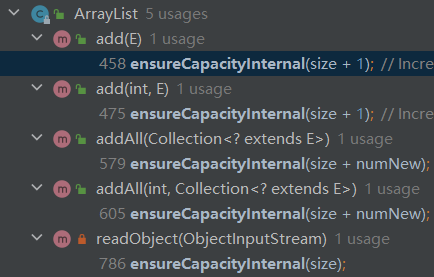 ArrayList 5 usages
add(E) 1 usage
458 ensureCapacityInternal(size + 1); // Incre
add(int, E) 1 usage
475 ensureCapacityInternal(size + 1); // Incre
addAll(Collection<? extends E>) 1 usage
579 ensureCapacityInternal(size + numNew);
addAll(int, Collection<? extends E>) 1 usage
605 ensureCapacityInternal(size + numNew);
readObject(ObjectInputStream) 1 usage
786 ensureCapacityInternal(size);